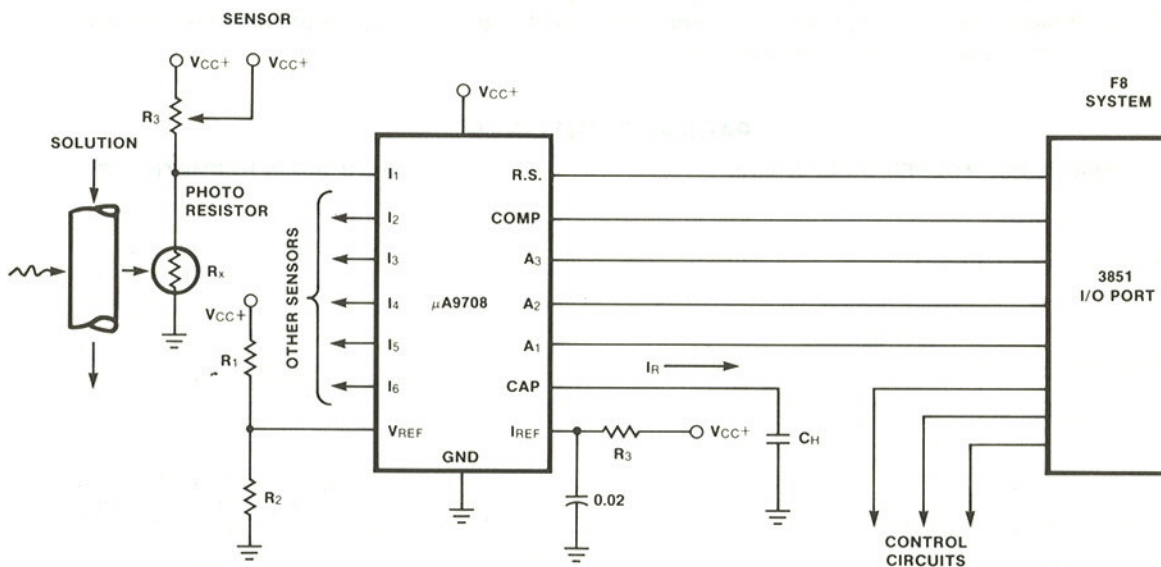 SENSOR
VCC+ VCC+
R3
VCC+
F8
SYSTEM
SOLUTION
I1
R.S.
PHOTO
RESISTOR
I2
COMP
I3
A3
RX
OTHER SENSORS
3851
I/O PORT
I4
µA9708
A2
VCC+
I5
A1
R1
IR
I6
CAP
VREF
IREF
VCC+
CH
R3
GND
R2
0.02
CONTROL
CIRCUITS